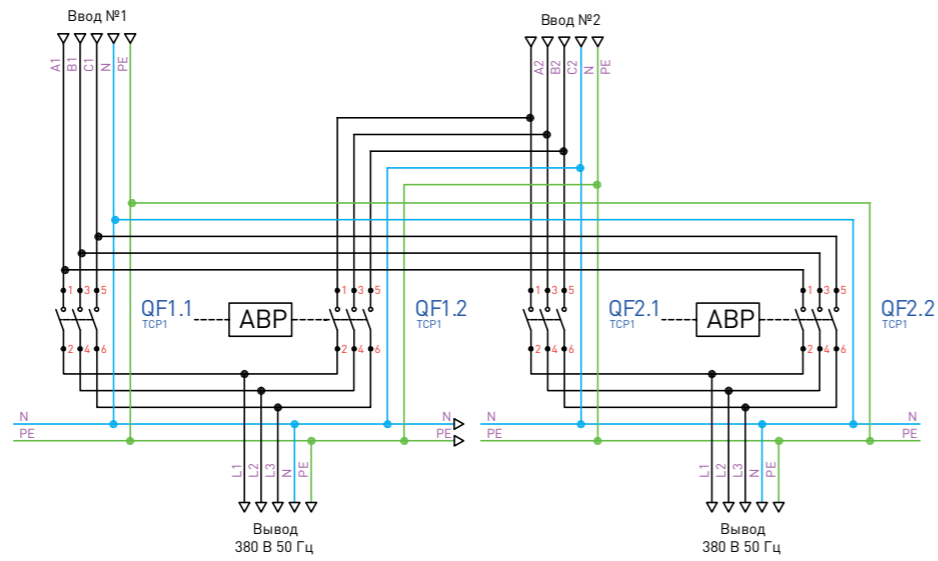 Ввод №1
Ввод №2
A1
B1
C1
N
PE
A2
B2
C2
N
PE
1
3
5
1
3
5
1
3
5
1
3
5
QF1.1
TCP1
АВР
QF1.2
TCP1
QF2.1
TCP1
АВР
QF2.2
TCP1
2
4
6
2
4
6
2
4
6
2
4
6
N
N
N
N
PE
PE
PE
PE
L1
L2
L3
N
PE
L1
L2
L3
N
PE
Вывод
380 В 50 Гц
Вывод
380 В 50 Гц